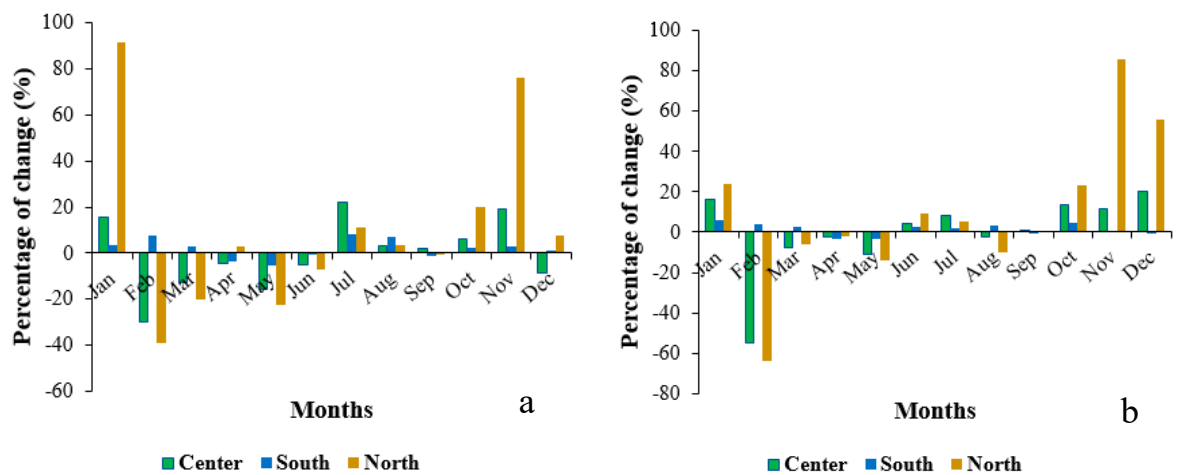 Percentage of change (%)
100
80
60
40
20
0
-20
-40
-60
Jan Feb Mar Apr May Jun Jul Aug Sep Oct Nov Dec
Months
a
Center South North
Percentage of change (%)
100
80
60
40
20
0
-20
-40
-60
-80
Jan Feb Mar Apr May Jun Jul Aug Sep Oct Nov Dec
Months
b
Center South North